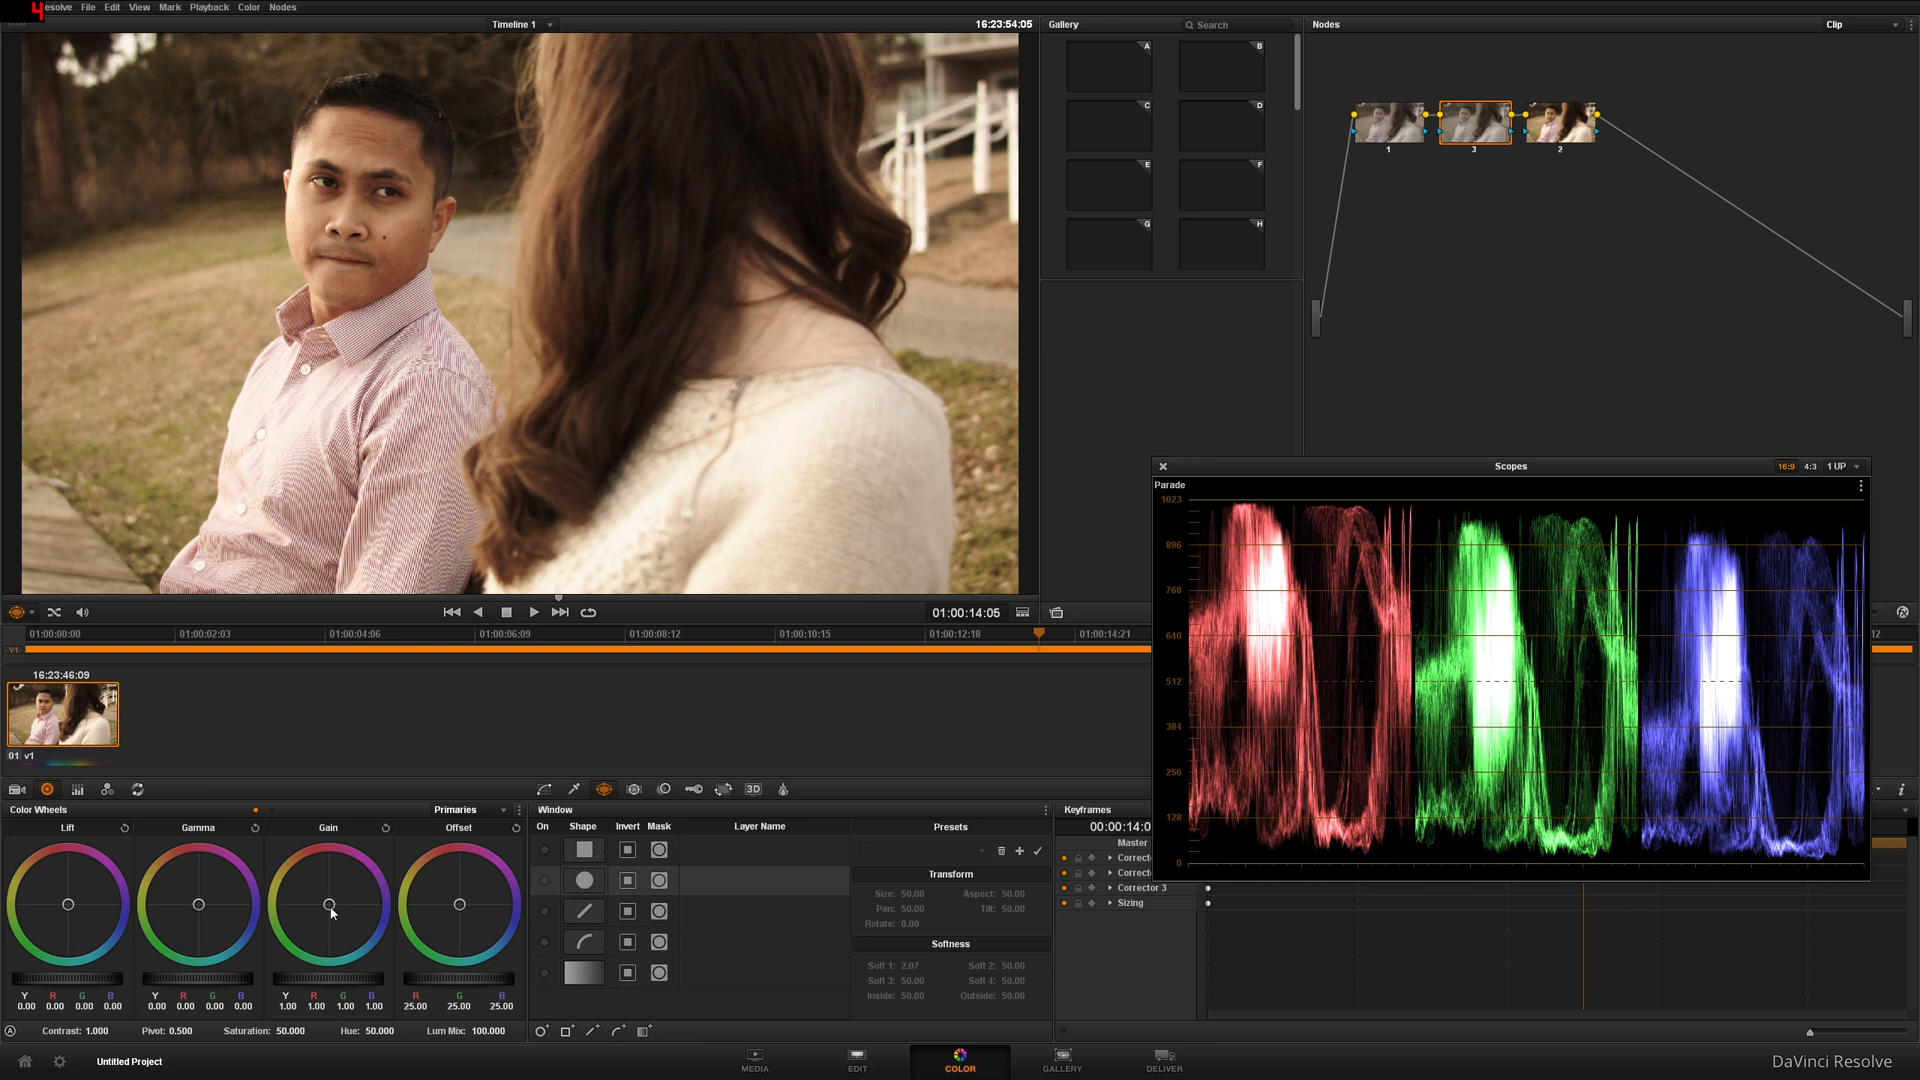 4
esolve File Edit View Mark Playback Color Nodes
Timeline 1
16:23:54:05
Gallery
Search
Nodes
Clip
A
B
C
D
E
F
G
H
1
3
2
Scopes
16:9 4:3 1 UP
Parade
1023
896
768
640
512
384
256
128
0
01:00:14:05
01:00:00:00 01:00:02:03 01:00:04:06 01:00:06:09 01:00:08:12 01:00:10:15 01:00:12:18 01:00:14:21
12
V1
16:23:46:09
01 v1
3D
Color Wheels
Primaries
Lift
Gamma
Gain
Offset
Y R G B
0.00 0.00 0.00 0.00
Y R G B
0.00 0.00 0.00 0.00
Y R G B
1.00 1.00 1.00 1.00
R G B
25.00 25.00 25.00
A
Contrast: 1.000
Pivot: 0.500
Saturation: 50.000
Hue: 50.000
Lum Mix: 100.000
Window
On Shape Invert Mask Layer Name
Presets
Transform
Size: 50.00 Aspect: 50.00
Pan: 50.00 Tilt: 50.00
Rotate: 0.00
Softness
Soft 1: 2.07 Soft 2: 50.00
Soft 3: 50.00 Soft 4: 50.00
Inside: 50.00 Outside: 50.00
Keyframes
00:00:14:0
Master
Correct
Correct
Corrector 3
Sizing
Untitled Project
MEDIA
EDIT
COLOR
GALLERY
DELIVER
DaVinci Resolve